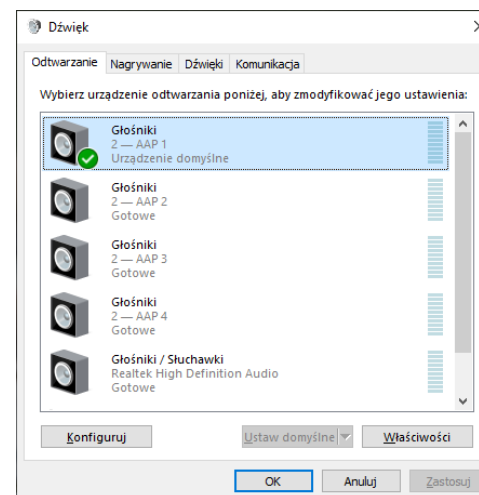 Dźwięk
Odtwarzanie Nagrywanie Dźwięki Komunikacja
Wybierz urządzenie odtwarzania poniżej, aby zmodyfikować jego ustawienia:
Głośniki
2 — AAP 1
Urządzenie domyślne
Głośniki
2 — AAP 2
Gotowe
Głośniki
2 — AAP 3
Gotowe
Głośniki
2 — AAP 4
Gotowe
Głośniki / Słuchawki
Realtek High Definition Audio
Gotowe
Konfiguruj Ustaw domyślne Właściwości
OK Anuluj Zastosuj